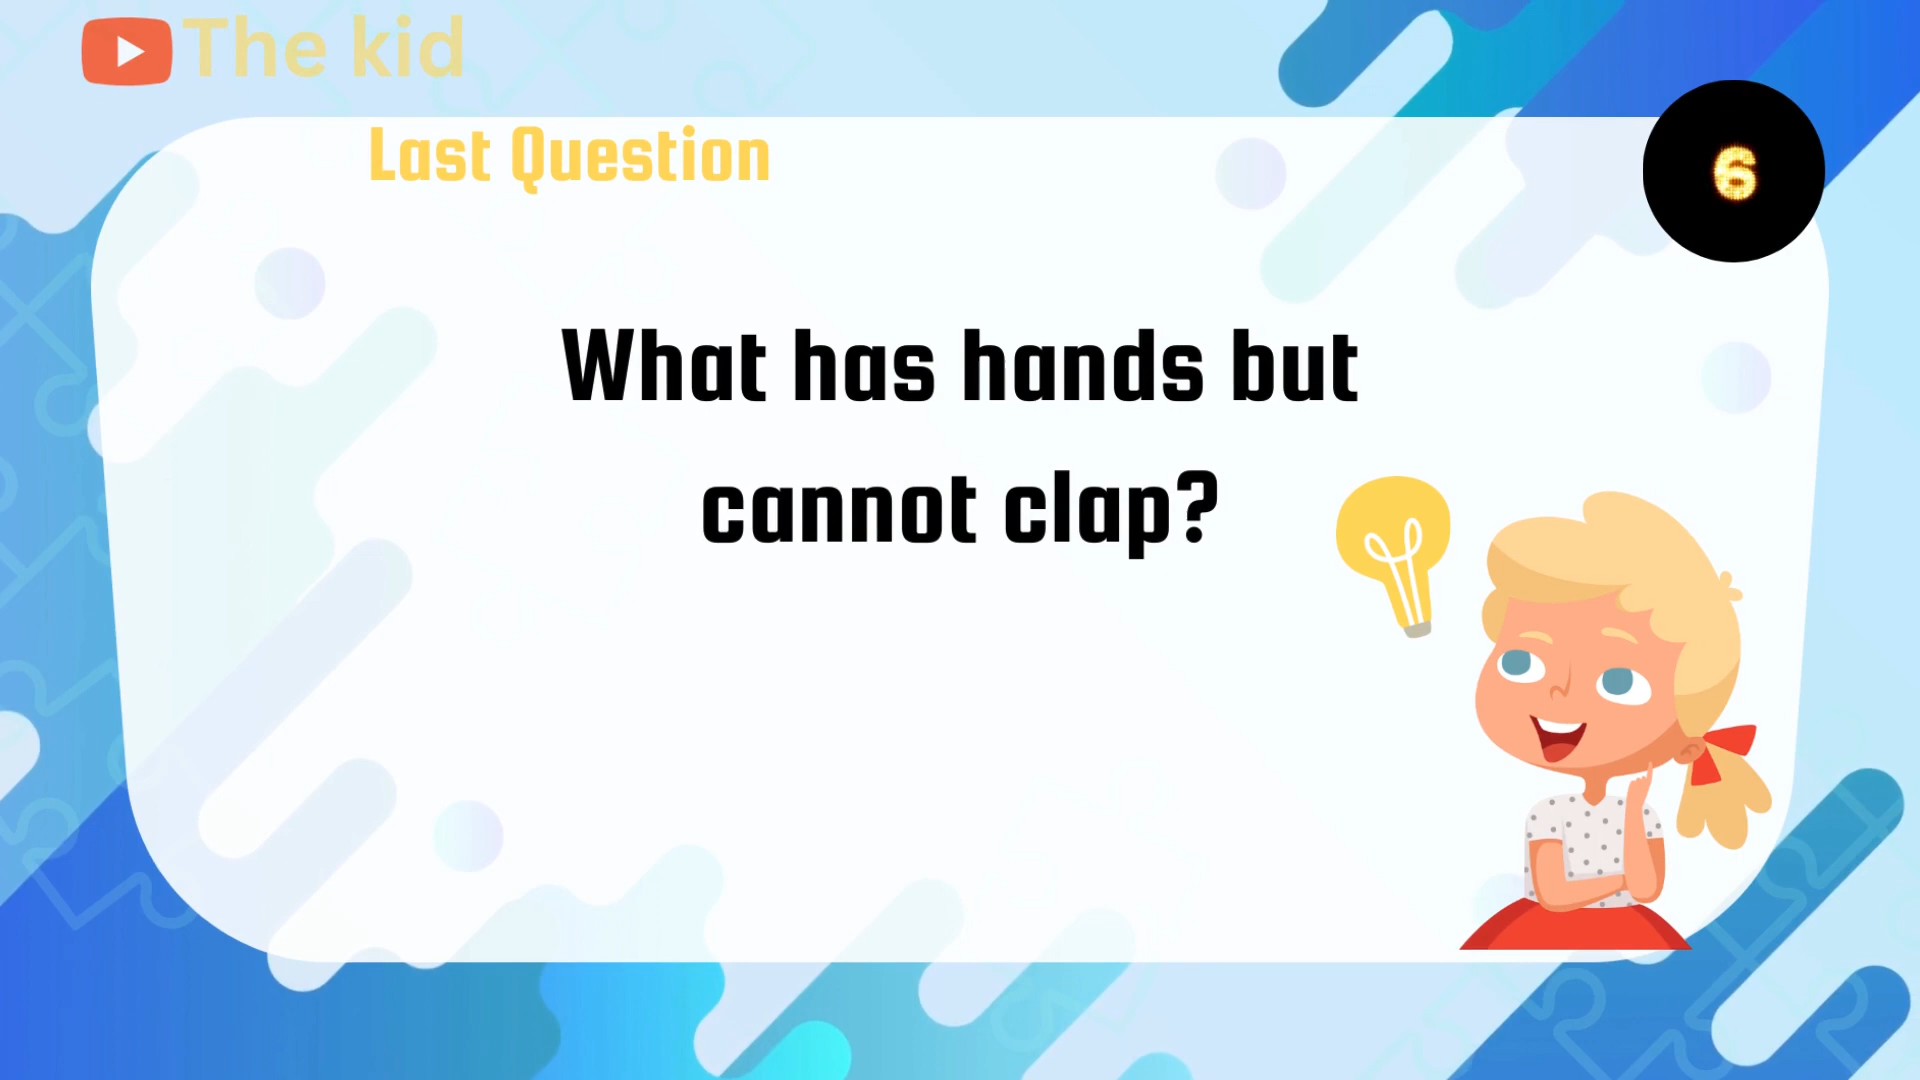 The kid
Last Question
6
What has hands but
cannot clap?